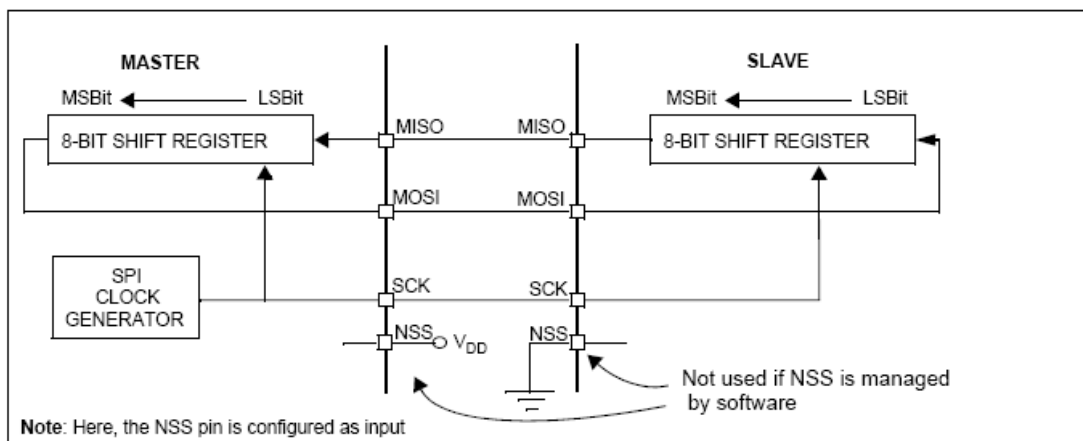 MASTER
SLAVE
MSBit LSBit
MSBit LSBit
8-BIT SHIFT REGISTER
MISO
MISO
8-BIT SHIFT REGISTER
MOSI
MOSI
SPI
CLOCK
GENERATOR
SCK
SCK
NSS
VDD
NSS
Not used if NSS is managed
by software
Note: Here, the NSS pin is configured as input